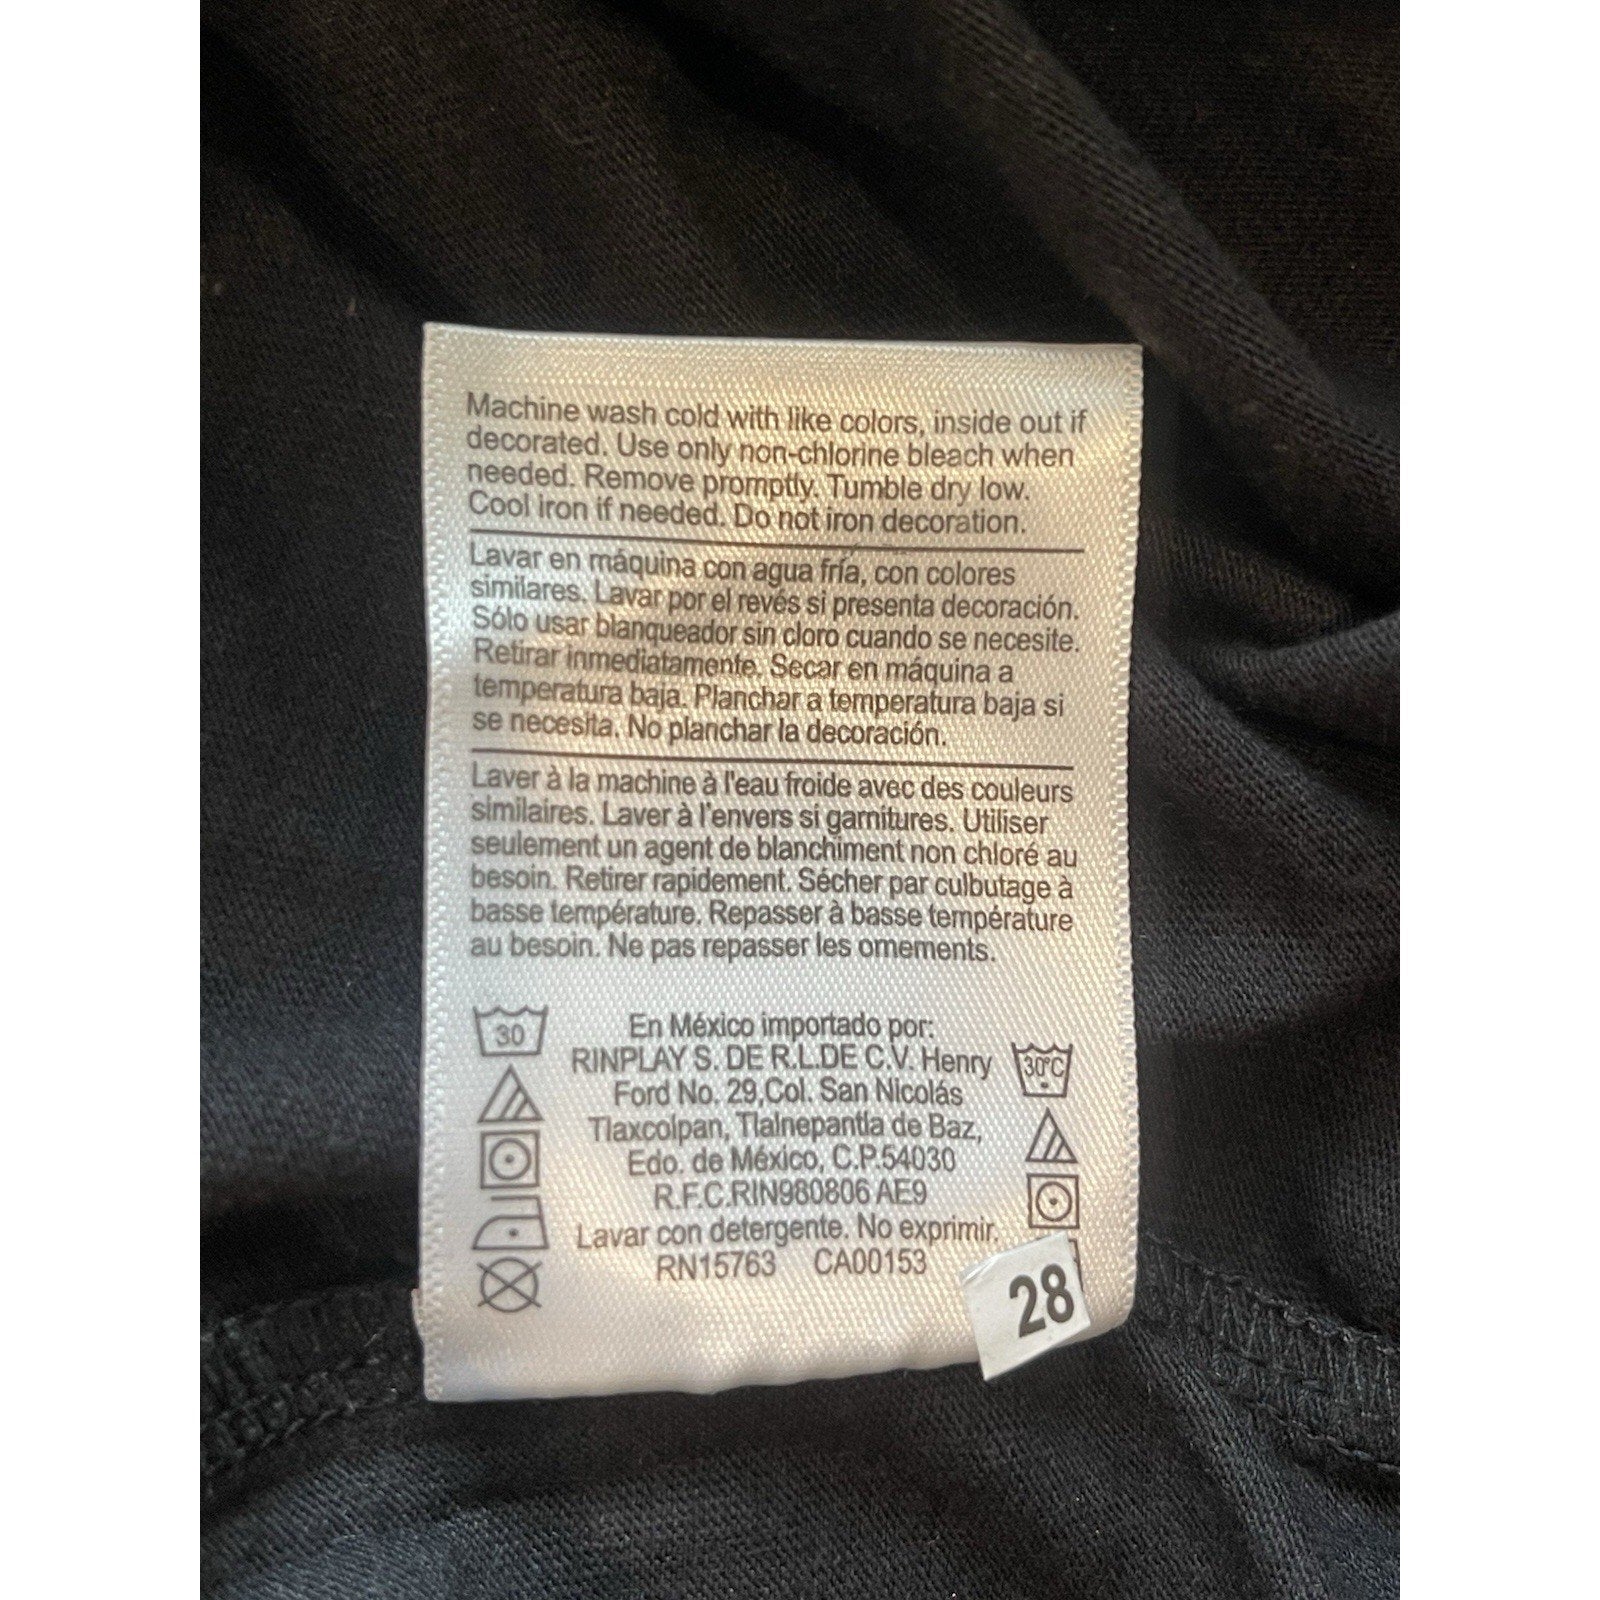 Machine wash cold with like colors, inside out if
decorated. Use only non-chlorine bleach when
needed. Remove promptly. Tumble dry low.
Cool iron if needed. Do not iron decoration.
Lavar en máquina con agua fría, con colores
similares. Lavar por el revés si presenta decoración.
Sólo usar blanqueador sin cloro cuando se necesite.
Retirar inmediatamente. Secar en máquina a
temperatura baja. Planchar a temperatura baja si
se necesita. No planchar la decoración.
Laver à la machine à l'eau froide avec des couleurs
similaires. Laver à l'envers si garnitures. Utiliser
seulement un agent de blanchiment non chloré au
besoin. Retirer rapidement. Sécher par culbutage à
basse température. Repasser à basse température
au besoin. Ne pas repasser les ornements.
30
En México importado por:
RINPLAY S. DE R.L.DE C.V. Henry
30°C
Ford No. 29,Col. San Nicolás
Tlaxcolpan, Tlalnepantla de Baz,
Edo. de México, C.P.54030
R.F.C.RIN980806 AE9
Lavar con detergente. No exprimir.
RN15763 CA00153
28